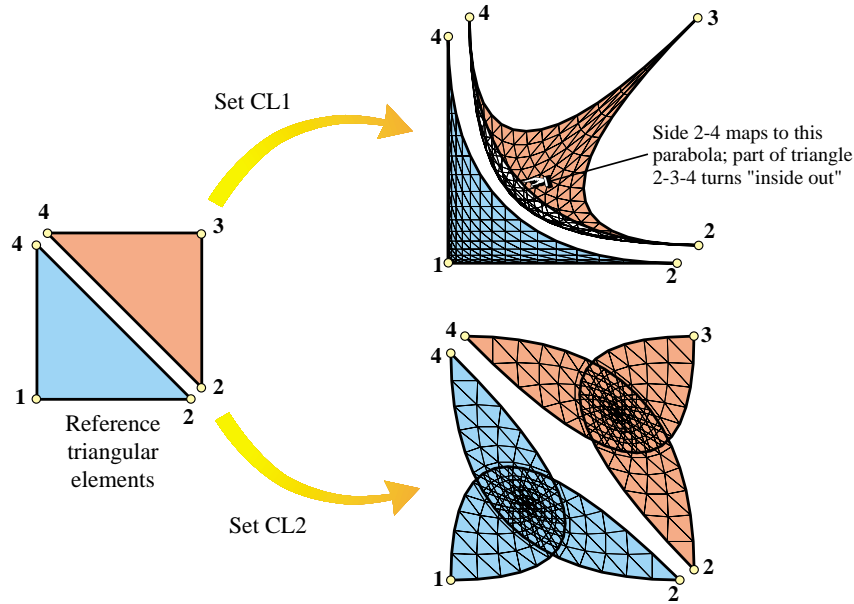 4
4
3
Set CL1
Side 2-4 maps to this
parabola; part of triangle
2-3-4 turns "inside out"
4
4
3
2
1
2
1
2
2
Reference
triangular
elements
4
4
3
Set CL2
1
2
2